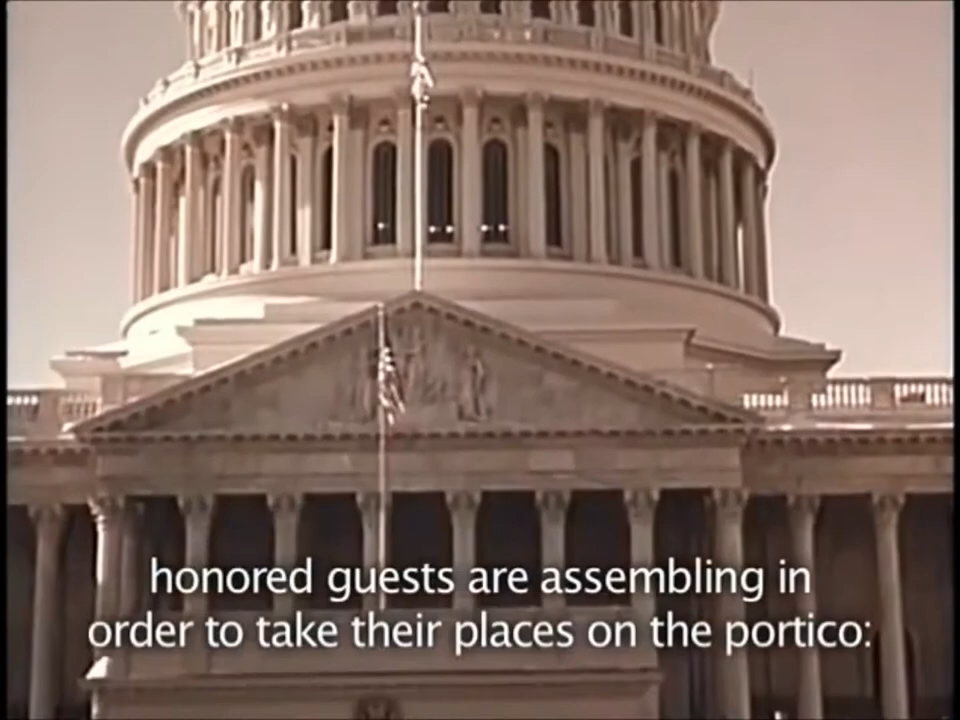 honored guests are assembling in
order to take their places on the portico: